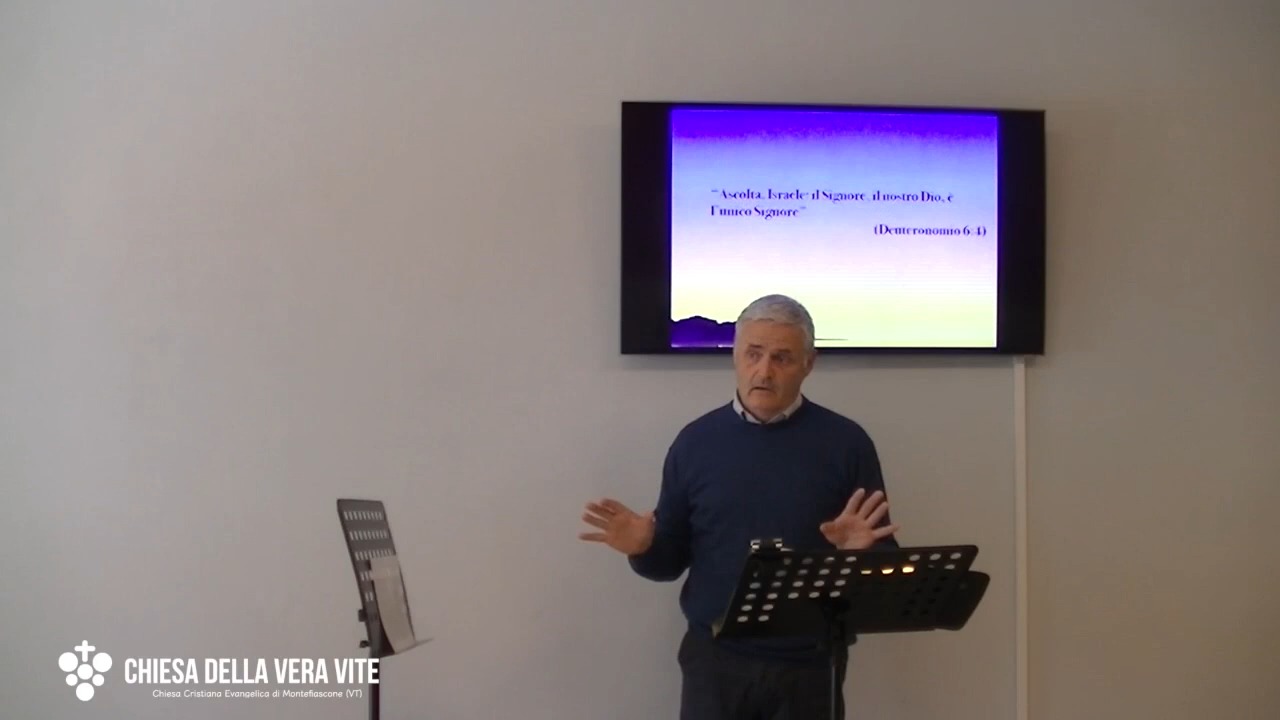 "Ascolta, Israele: il Signore, il nostro Dio, è
l'unico Signore"
(Deuteronomio 6:4)
CHIESA DELLA VERA VITE
Chiesa Cristiana Evangelica di Montefiascone (VT)